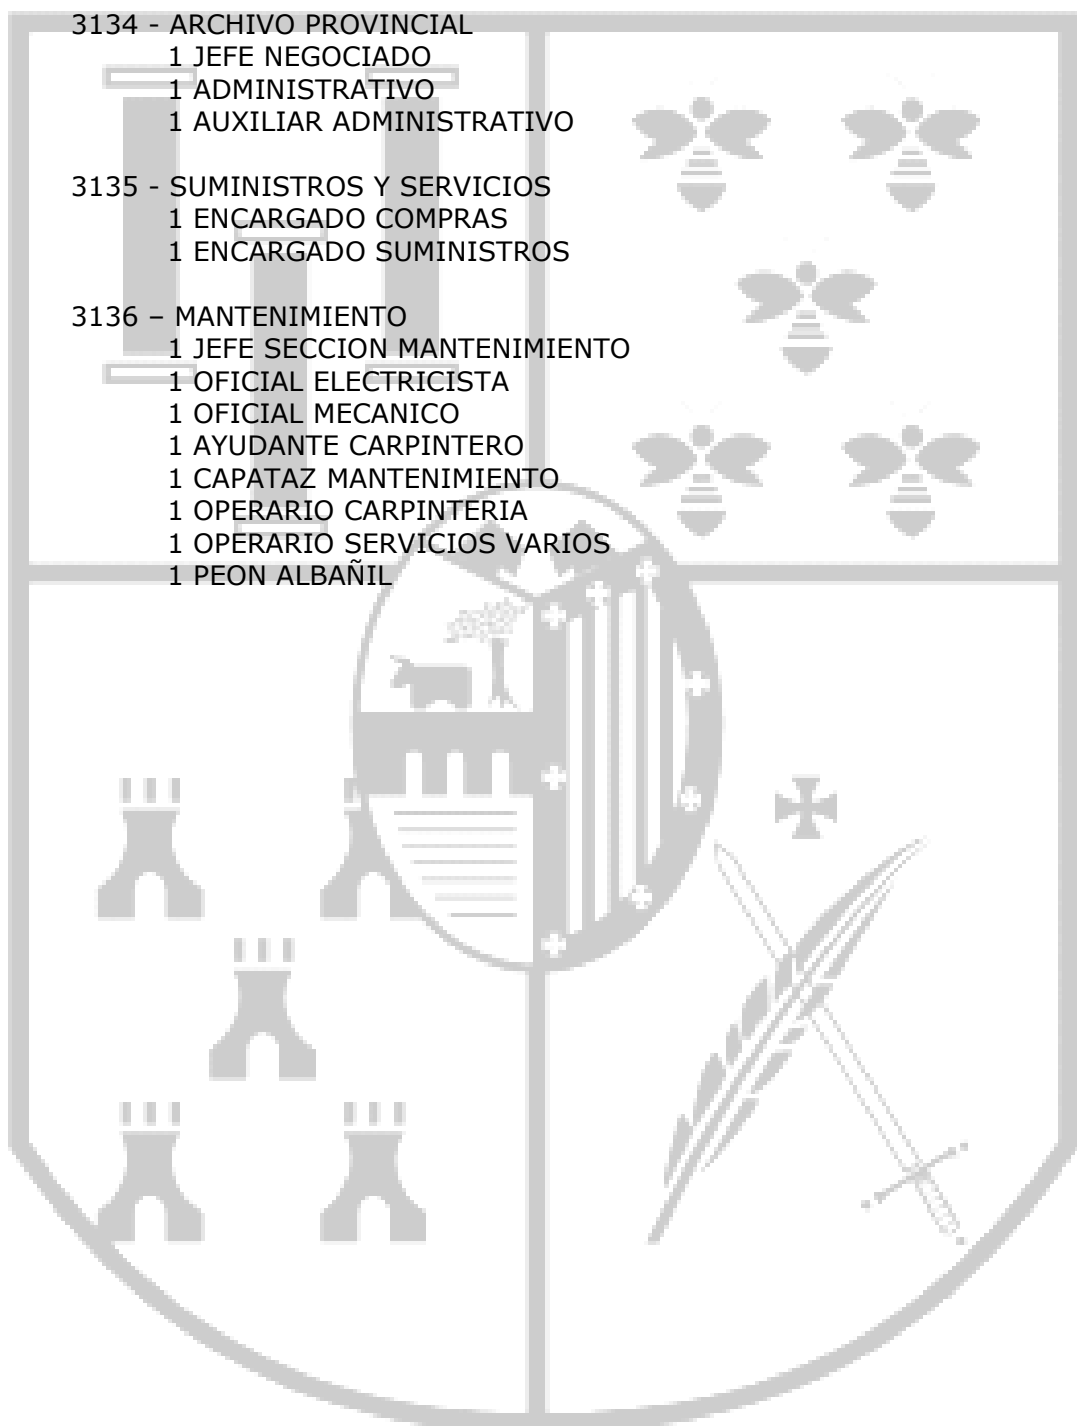 3134 - ARCHIVO PROVINCIAL
1 JEFE NEGOCIADO
1 ADMINISTRATIVO
1 AUXILIAR ADMINISTRATIVO
3135 - SUMINISTROS Y SERVICIOS
1 ENCARGADO COMPRAS
1 ENCARGADO SUMINISTROS
3136 – MANTENIMIENTO
1 JEFE SECCION MANTENIMIENTO
1 OFICIAL ELECTRICISTA
1 OFICIAL MECANICO
1 AYUDANTE CARPINTERO
1 CAPATAZ MANTENIMIENTO
1 OPERARIO CARPINTERIA
1 OPERARIO SERVICIOS VARIOS
1 PEON ALBAÑIL